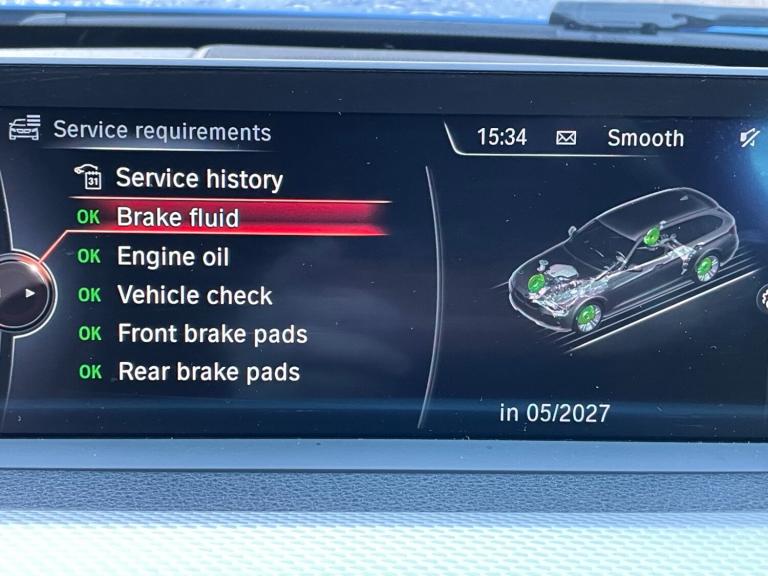 Service requirements
15:34 Smooth
31 Service history
OK Brake fluid
OK Engine oil
OK Vehicle check
OK Front brake pads
OK Rear brake pads
in 05/2027